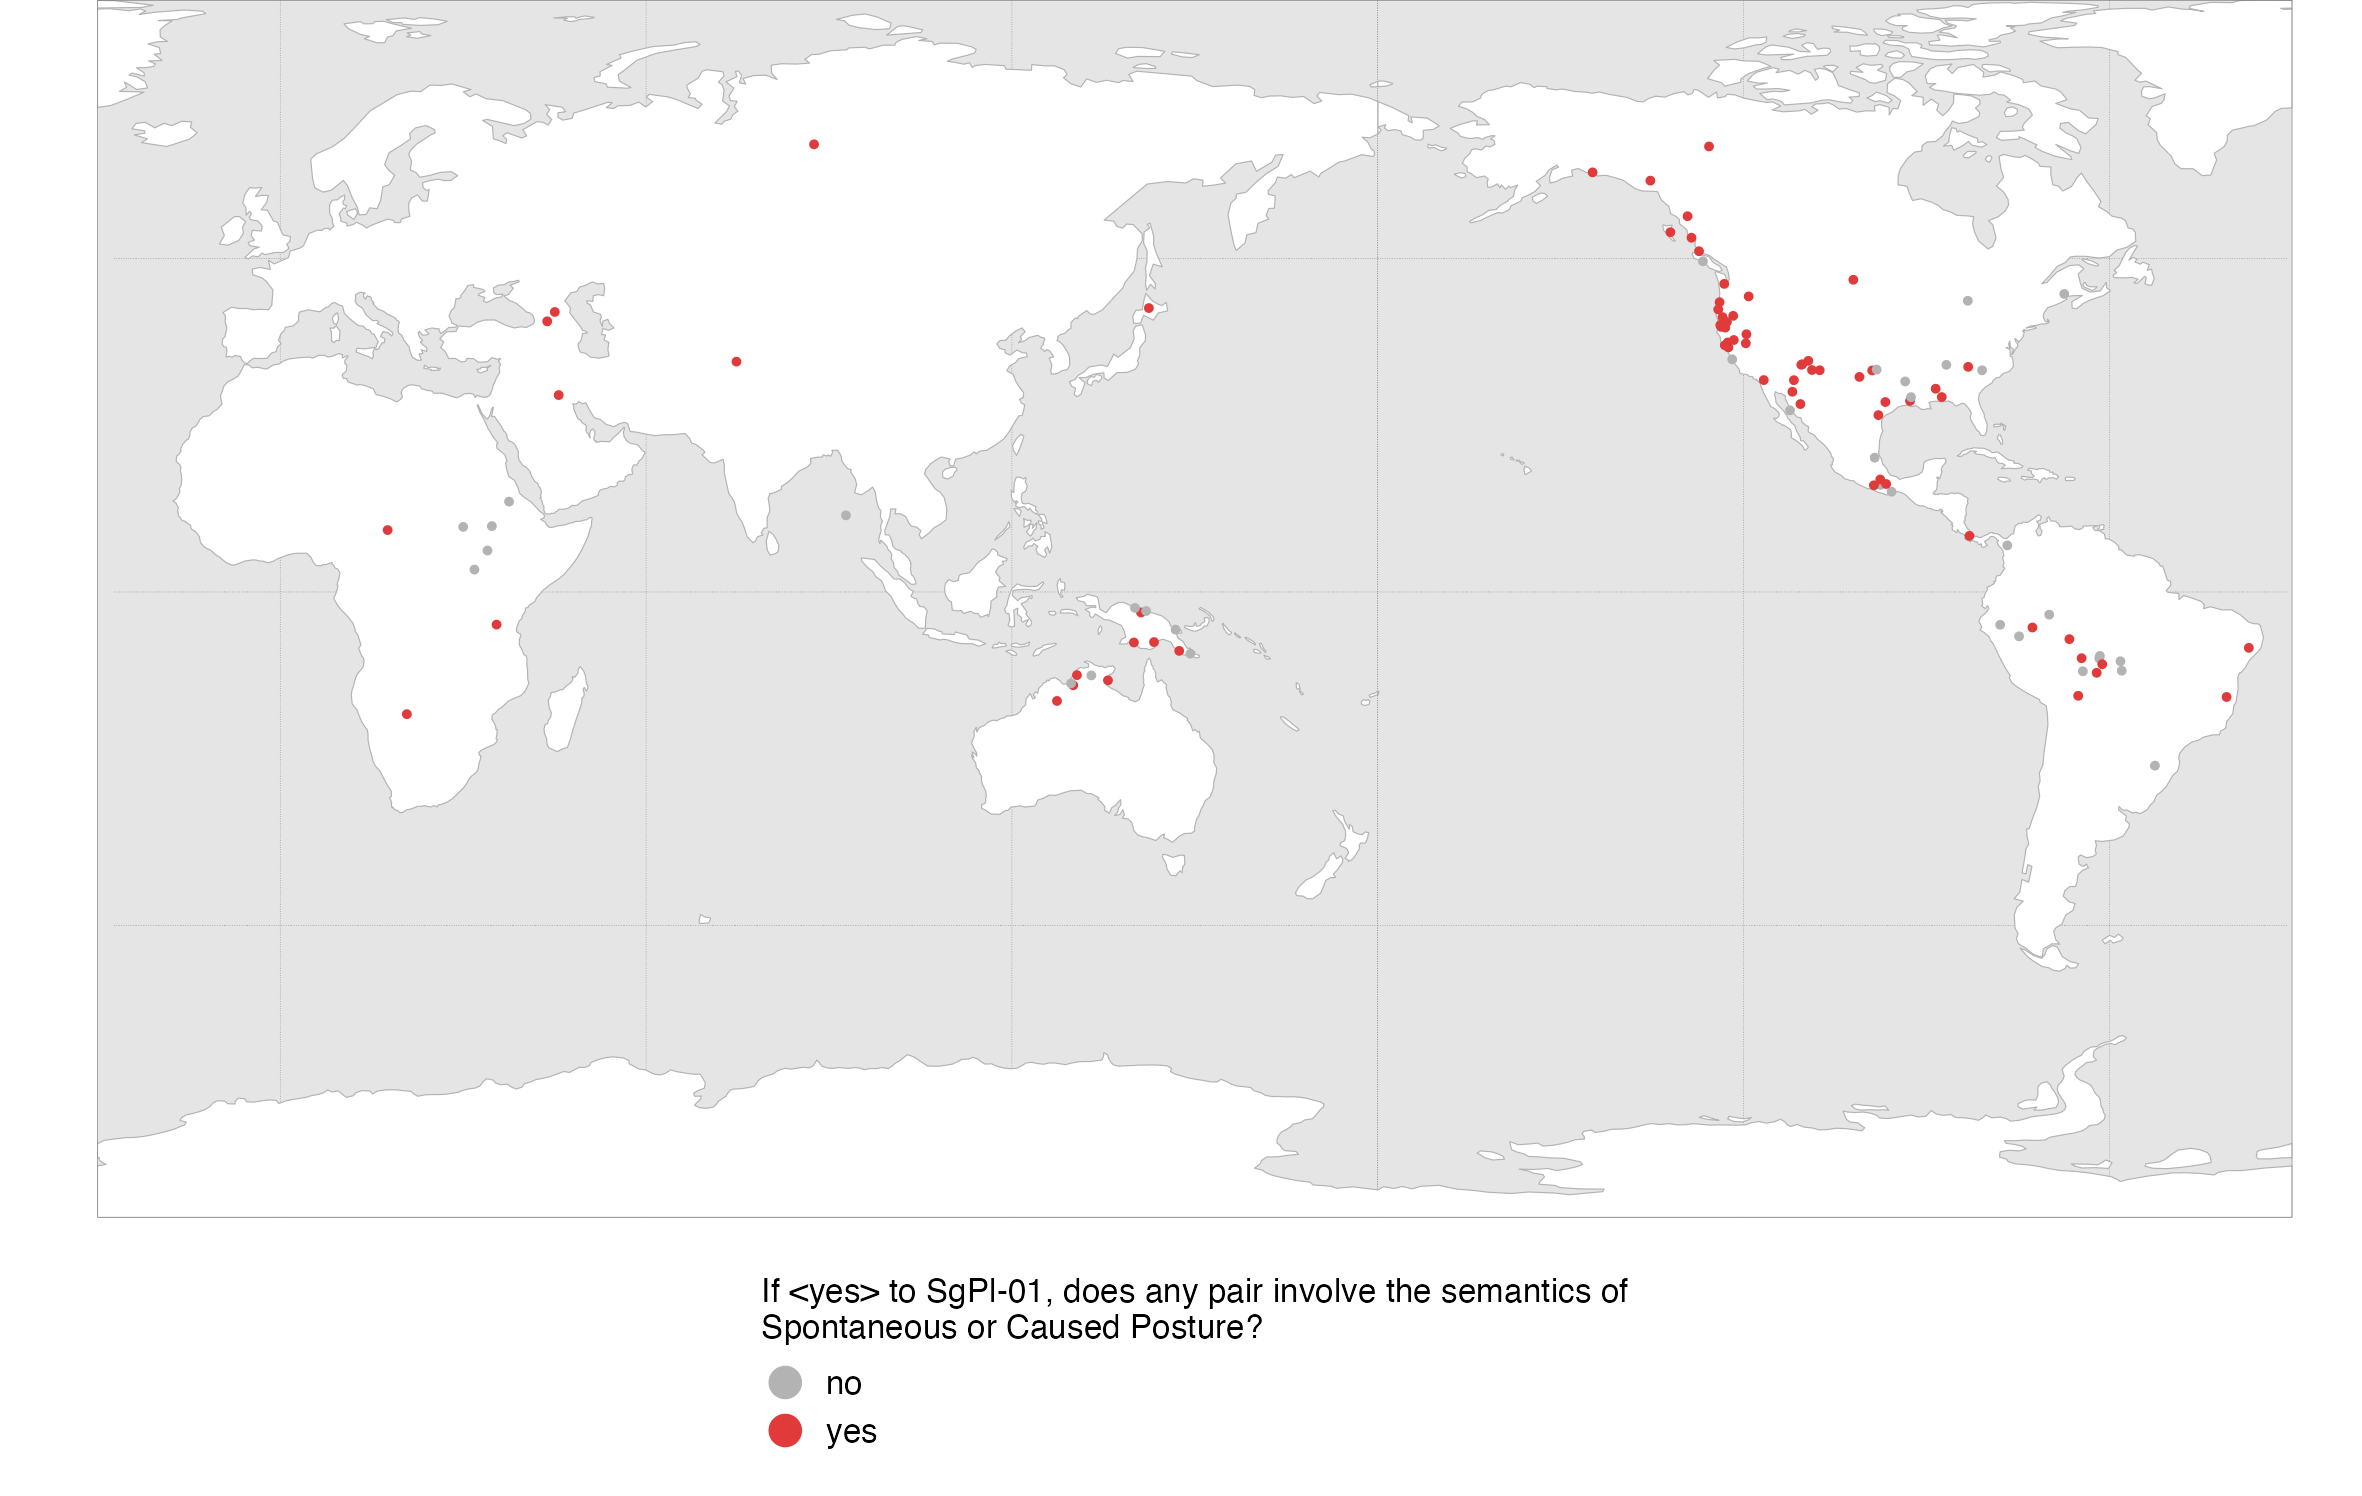 If <yes> to SgPl-01, does any pair involve the semantics of
Spontaneous or Caused Posture?
no
yes